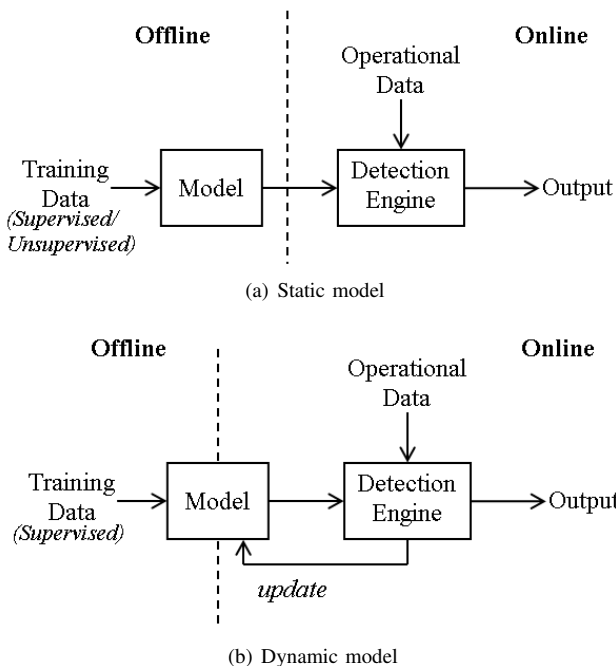 Offline
Online
Operational
Data
Training
Data
(Supervised/
Unsupervised)
Model
Detection
Engine
Output
(a) Static model
Offline
Online
Operational
Data
Training
Data
(Supervised)
Model
Detection
Engine
Output
update
(b) Dynamic model